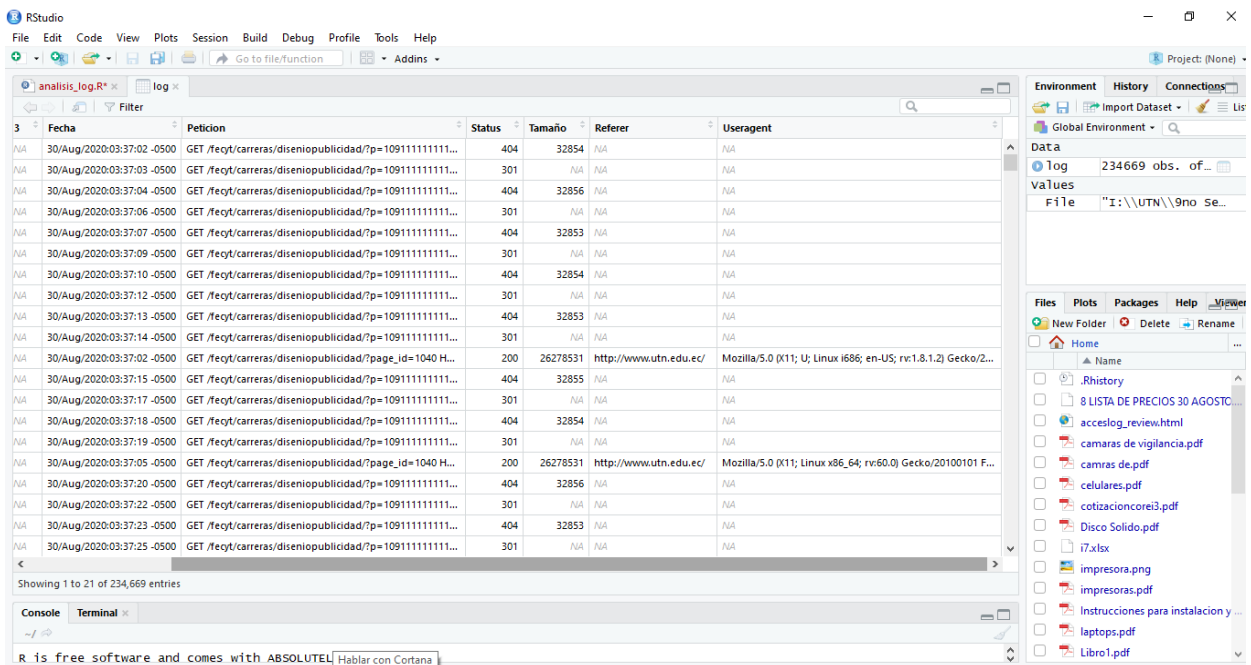 RStudio
File Edit Code View Plots Session Build Debug Profile Tools Help
Go to file/function Addins Project: (None)
analisis_log.R* log
Filter
3 Fecha Peticion Status Tamaño Referer Useragent
NA 30/Aug/2020:03:37:02 -0500 GET /fecyt/carreras/diseniopublicidad/?p=109111111111... 404 32854 NA NA
NA 30/Aug/2020:03:37:03 -0500 GET /fecyt/carreras/diseniopublicidad/?p=109111111111... 301 NA NA NA
NA 30/Aug/2020:03:37:04 -0500 GET /fecyt/carreras/diseniopublicidad/?p=109111111111... 404 32856 NA NA
NA 30/Aug/2020:03:37:06 -0500 GET /fecyt/carreras/diseniopublicidad/?p=109111111111... 301 NA NA NA
NA 30/Aug/2020:03:37:07 -0500 GET /fecyt/carreras/diseniopublicidad/?p=109111111111... 404 32853 NA NA
NA 30/Aug/2020:03:37:09 -0500 GET /fecyt/carreras/diseniopublicidad/?p=109111111111... 301 NA NA NA
NA 30/Aug/2020:03:37:10 -0500 GET /fecyt/carreras/diseniopublicidad/?p=109111111111... 404 32854 NA NA
NA 30/Aug/2020:03:37:12 -0500 GET /fecyt/carreras/diseniopublicidad/?p=109111111111... 301 NA NA NA
NA 30/Aug/2020:03:37:13 -0500 GET /fecyt/carreras/diseniopublicidad/?p=109111111111... 404 32853 NA NA
NA 30/Aug/2020:03:37:14 -0500 GET /fecyt/carreras/diseniopublicidad/?p=109111111111... 301 NA NA NA
NA 30/Aug/2020:03:37:02 -0500 GET /fecyt/carreras/diseniopublicidad/?page_id=1040 H... 200 26278531 http://www.utn.edu.ec/ Mozilla/5.0 (X11; U; Linux i686; en-US; rv:1.8.1.2) Gecko/2...
NA 30/Aug/2020:03:37:15 -0500 GET /fecyt/carreras/diseniopublicidad/?p=109111111111... 404 32855 NA NA
NA 30/Aug/2020:03:37:17 -0500 GET /fecyt/carreras/diseniopublicidad/?p=109111111111... 301 NA NA NA
NA 30/Aug/2020:03:37:18 -0500 GET /fecyt/carreras/diseniopublicidad/?p=109111111111... 404 32854 NA NA
NA 30/Aug/2020:03:37:19 -0500 GET /fecyt/carreras/diseniopublicidad/?p=109111111111... 301 NA NA NA
NA 30/Aug/2020:03:37:05 -0500 GET /fecyt/carreras/diseniopublicidad/?page_id=1040 H... 200 26278531 http://www.utn.edu.ec/ Mozilla/5.0 (X11; Linux x86_64; rv:60.0) Gecko/20100101 F...
NA 30/Aug/2020:03:37:20 -0500 GET /fecyt/carreras/diseniopublicidad/?p=109111111111... 404 32856 NA NA
NA 30/Aug/2020:03:37:22 -0500 GET /fecyt/carreras/diseniopublicidad/?p=109111111111... 301 NA NA NA
NA 30/Aug/2020:03:37:23 -0500 GET /fecyt/carreras/diseniopublicidad/?p=109111111111... 404 32853 NA NA
NA 30/Aug/2020:03:37:25 -0500 GET /fecyt/carreras/diseniopublicidad/?p=109111111111... 301 NA NA NA
Showing 1 to 21 of 234,669 entries
Console Terminal
~/
R is free software and comes with ABSOLUTEL
Hablar con Cortana
Environment History Connections
Import Dataset Lis
Global Environment
Data
log 234669 obs. of…
Values
File "I:\\UTN\\9no Se…
Files Plots Packages Help Viewer
New Folder Delete Rename
Home ...
Name
.Rhistory
8 LISTA DE PRECIOS 30 AGOSTO....
acceslog_review.html
camaras de vigilancia.pdf
camras de.pdf
celulares.pdf
cotizacioncorei3.pdf
Disco Solido.pdf
i7.xlsx
impresora.png
impresoras.pdf
Instrucciones para instalacion y ...
laptops.pdf
Libro1.pdf